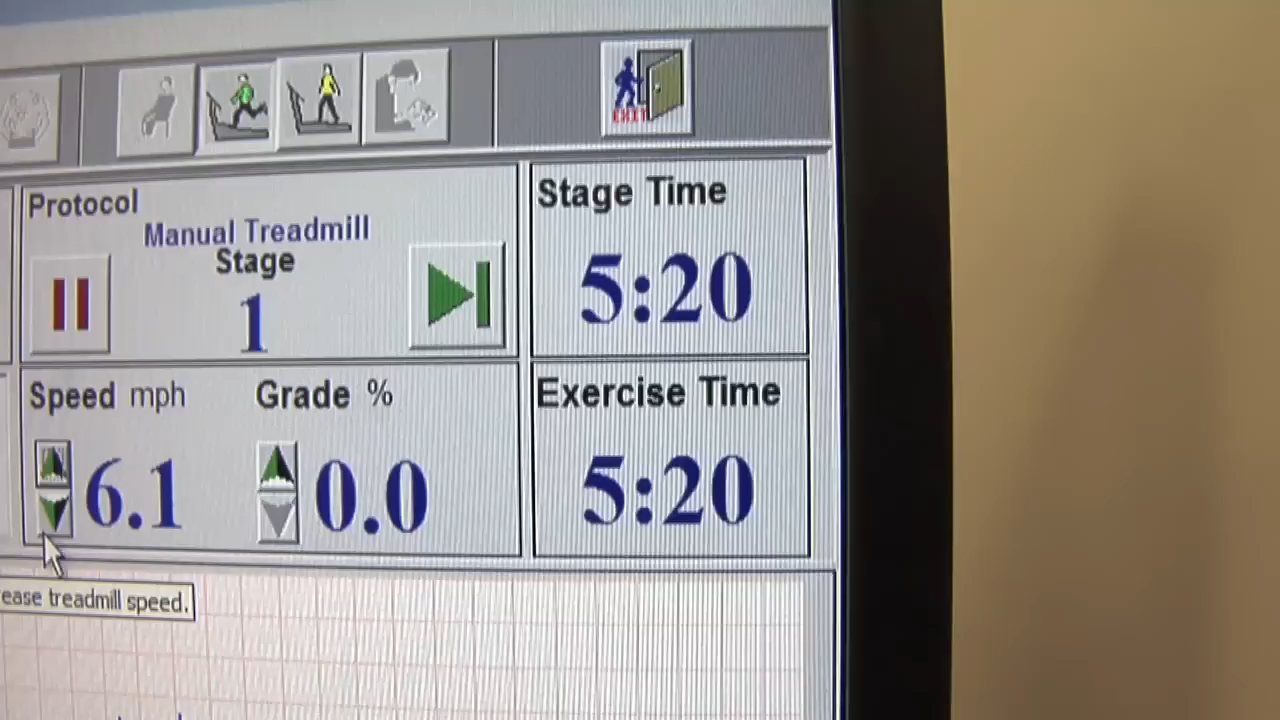 EXIT
Protocol
Manual Treadmill
Stage
1
Stage Time
5:20
Speed mph
6.1
Grade %
0.0
Exercise Time
5:20
ease treadmill speed.